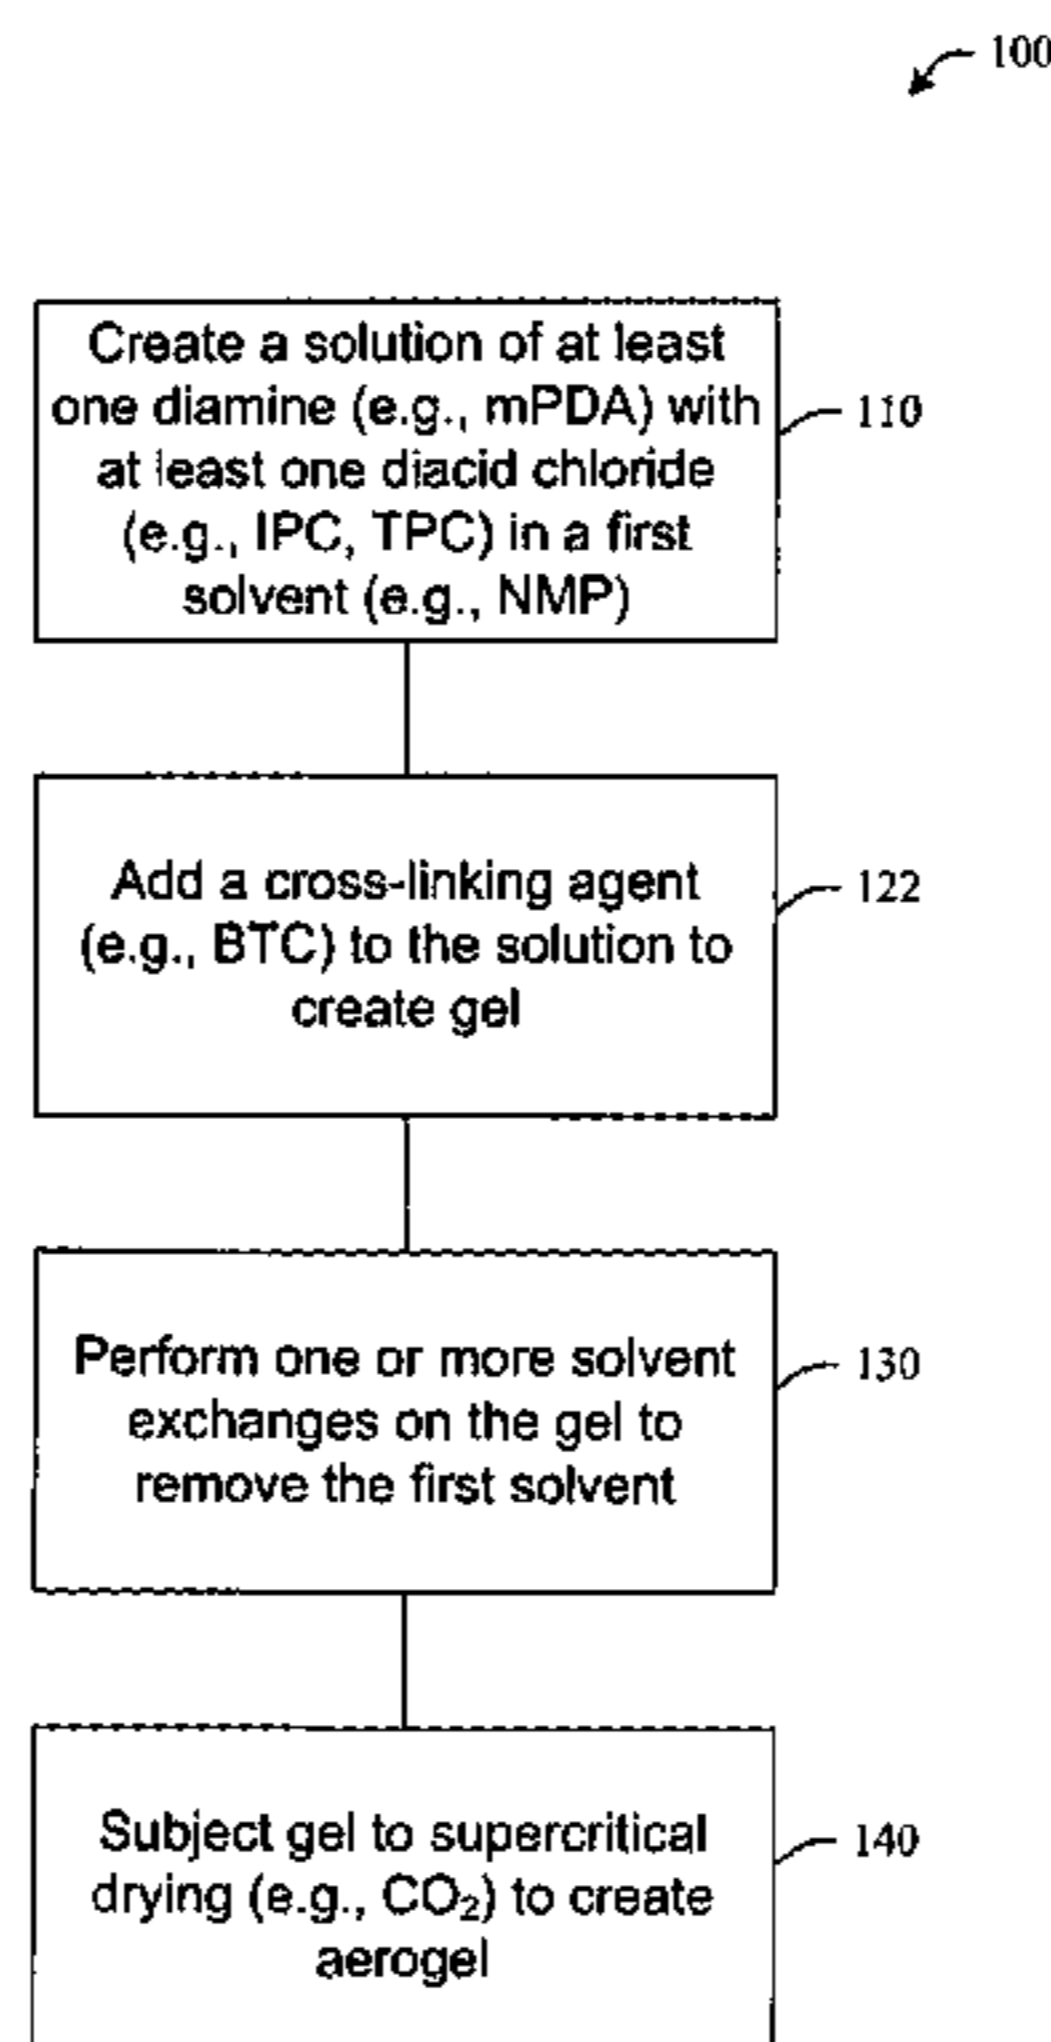 100
Create a solution of at least
one diamine (e.g., mPDA) with
at least one diacid chloride
(e.g., IPC, TPC) in a first
solvent (e.g., NMP)
110
Add a cross-linking agent
(e.g., BTC) to the solution to
create gel
122
Perform one or more solvent
exchanges on the gel to
remove the first solvent
130
Subject gel to supercritical
drying (e.g., CO₂) to create
aerogel
140